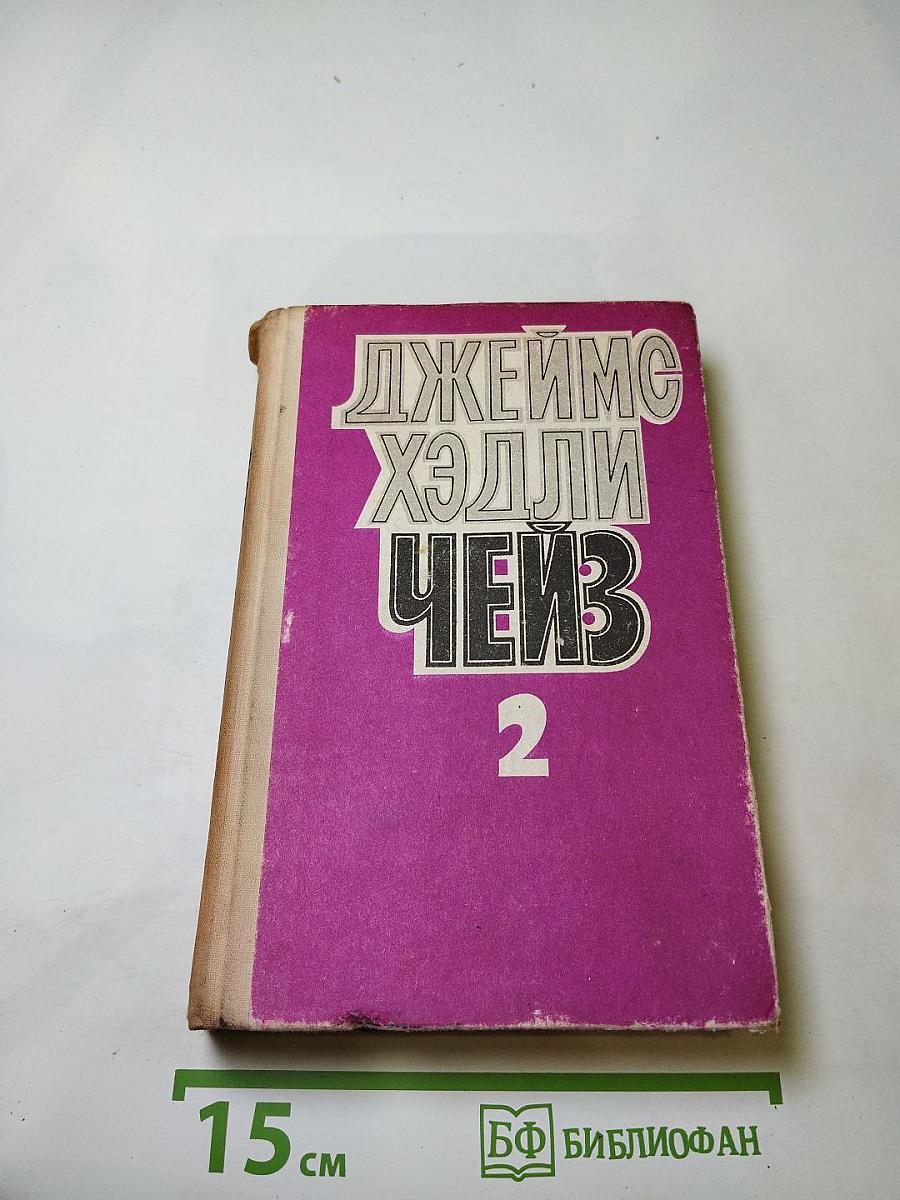 ДЖЕЙМС
ХЭДЛИ
ЧЕЙЗ
2
15 см
БФ БИБЛИОФАН